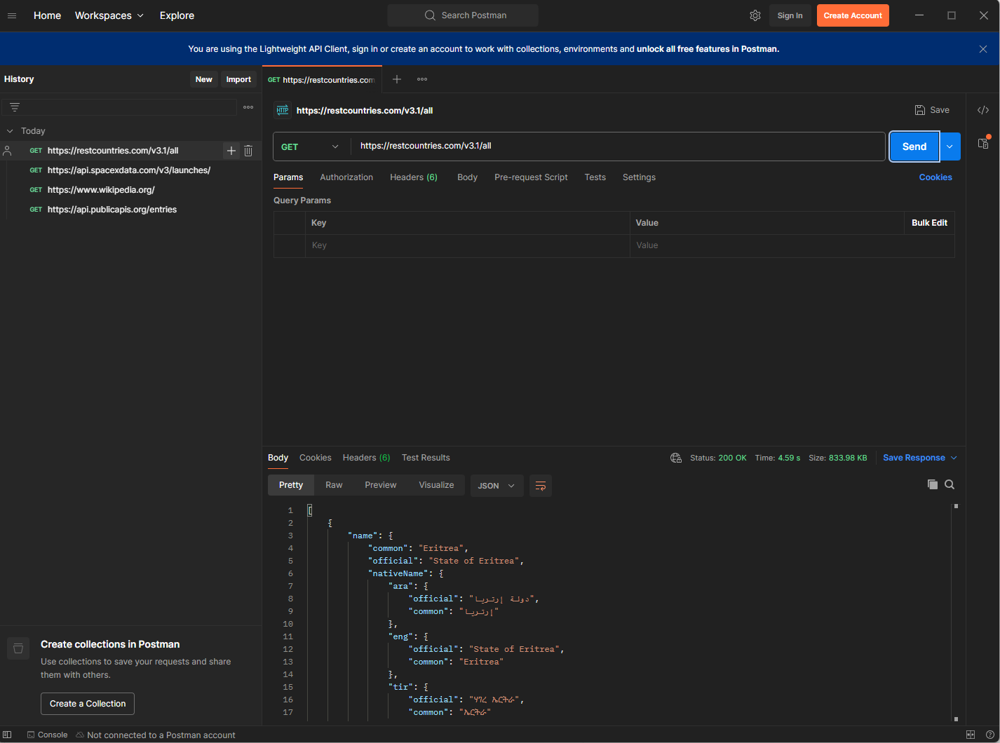 Home Workspaces Explore Search Postman Sign In Create Account
You are using the Lightweight API Client, sign in or create an account to work with collections, environments and unlock all free features in Postman.
History New Import
GET https://restcountries.com
Today
GET https://restcountries.com/v3.1/all
GET https://api.spacexdata.com/v3/launches/
GET https://www.wikipedia.org/
GET https://api.publicapis.org/entries
HTTP https://restcountries.com/v3.1/all Save
GET https://restcountries.com/v3.1/all Send
Params Authorization Headers (6) Body Pre-request Script Tests Settings Cookies
Query Params
Key Value Bulk Edit
Key Value
Body Cookies Headers (6) Test Results Status: 200 OK Time: 4.59 s Size: 833.98 KB Save Response
Pretty Raw Preview Visualize JSON
1 [
2 {
3 "name": {
4 "common": "Eritrea",
5 "official": "State of Eritrea",
6 "nativeName": {
7 "ara": {
8 "official": "دولة إرتريا",
9 "common": "إرتريا"
10 },
11 "eng": {
12 "official": "State of Eritrea",
13 "common": "Eritrea"
14 },
15 "tir": {
16 "official": "ሃገረ ኤርትራ",
17 "common": "ኤርትራ"
Create collections in Postman
Use collections to save your requests and share
them with others.
Create a Collection
Console Not connected to a Postman account